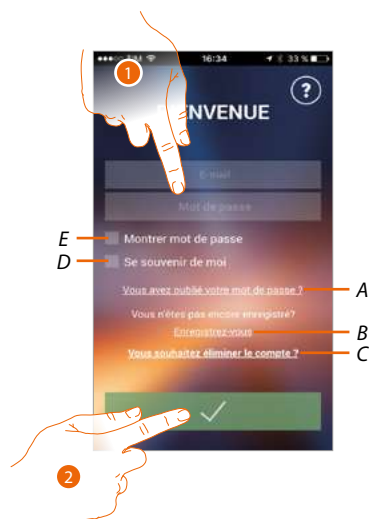 16:34
33 %
1
?
NVENUE
E-mail
Mot de passe
E
Montrer mot de passe
D
Se souvenir de moi
Vous avez oublié votre mot de passe ?
A
Vous n'êtes pas encore enregistré?
Enregistrez-vous
B
Vous souhaitez éliminer le compte ?
C
2